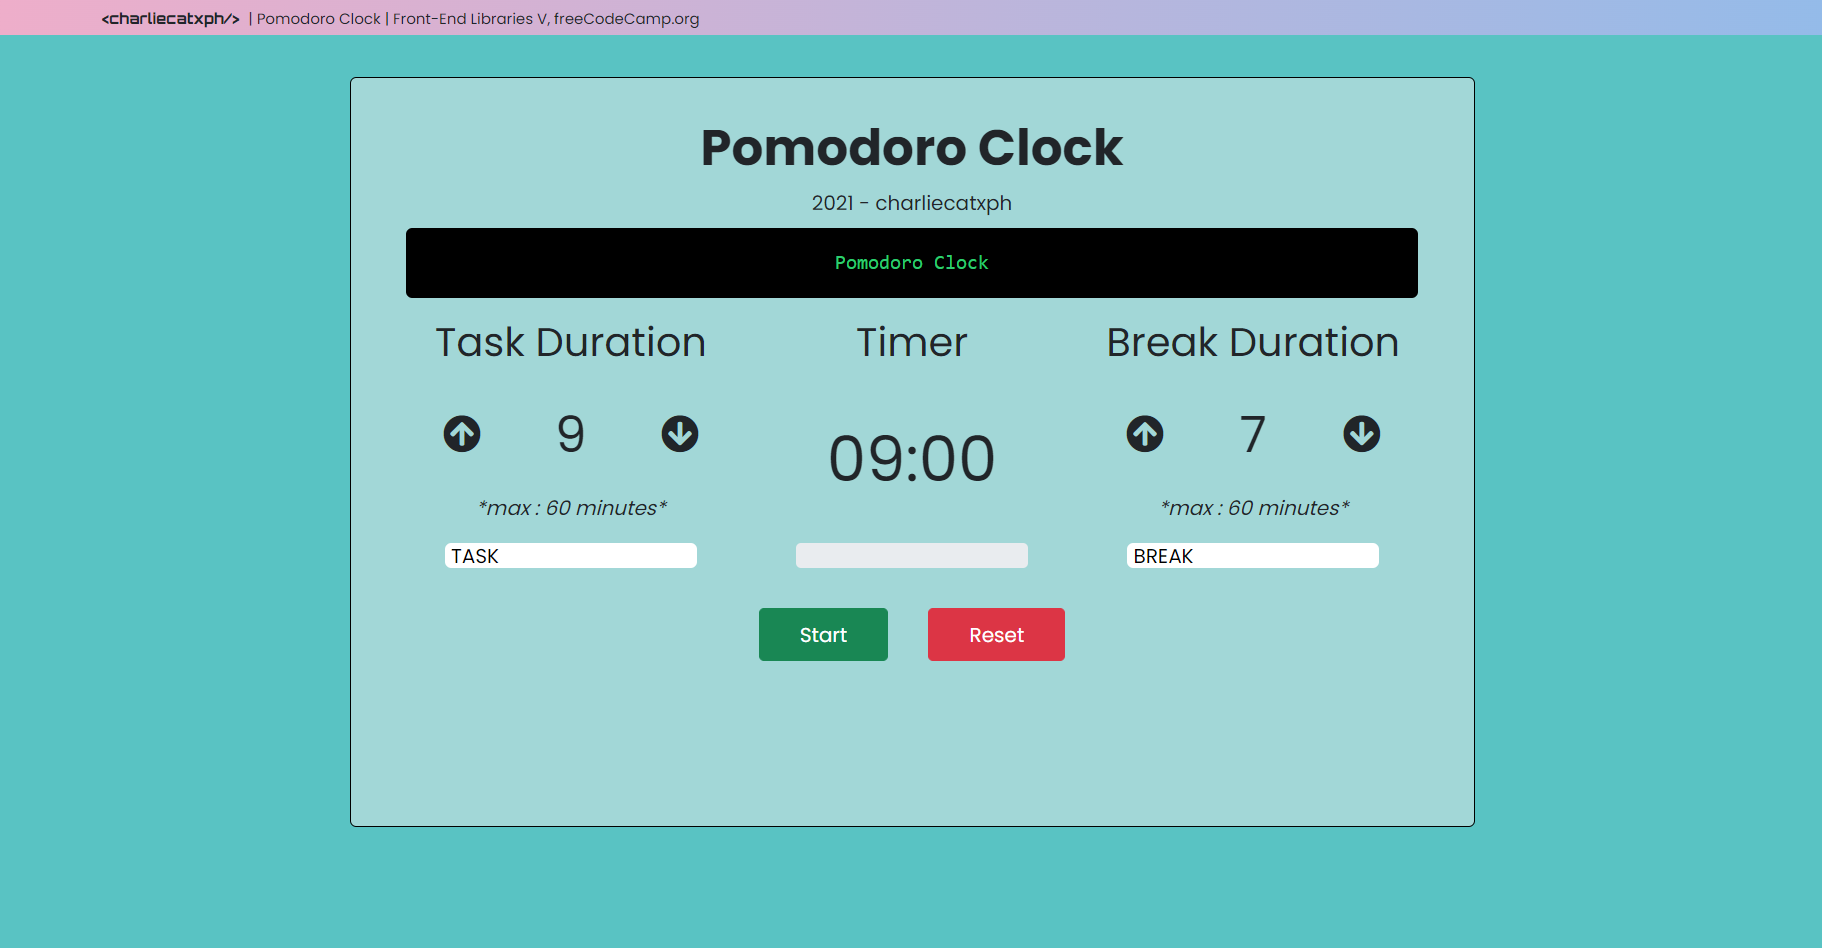 <charliecatxph/> | Pomodoro Clock | Front-End Libraries V, freeCodeCamp.org
Pomodoro Clock
2021 - charliecatxph
Pomodoro Clock
Task Duration
9
*max : 60 minutes*
TASK
Timer
09:00
Break Duration
7
*max : 60 minutes*
BREAK
Start
Reset